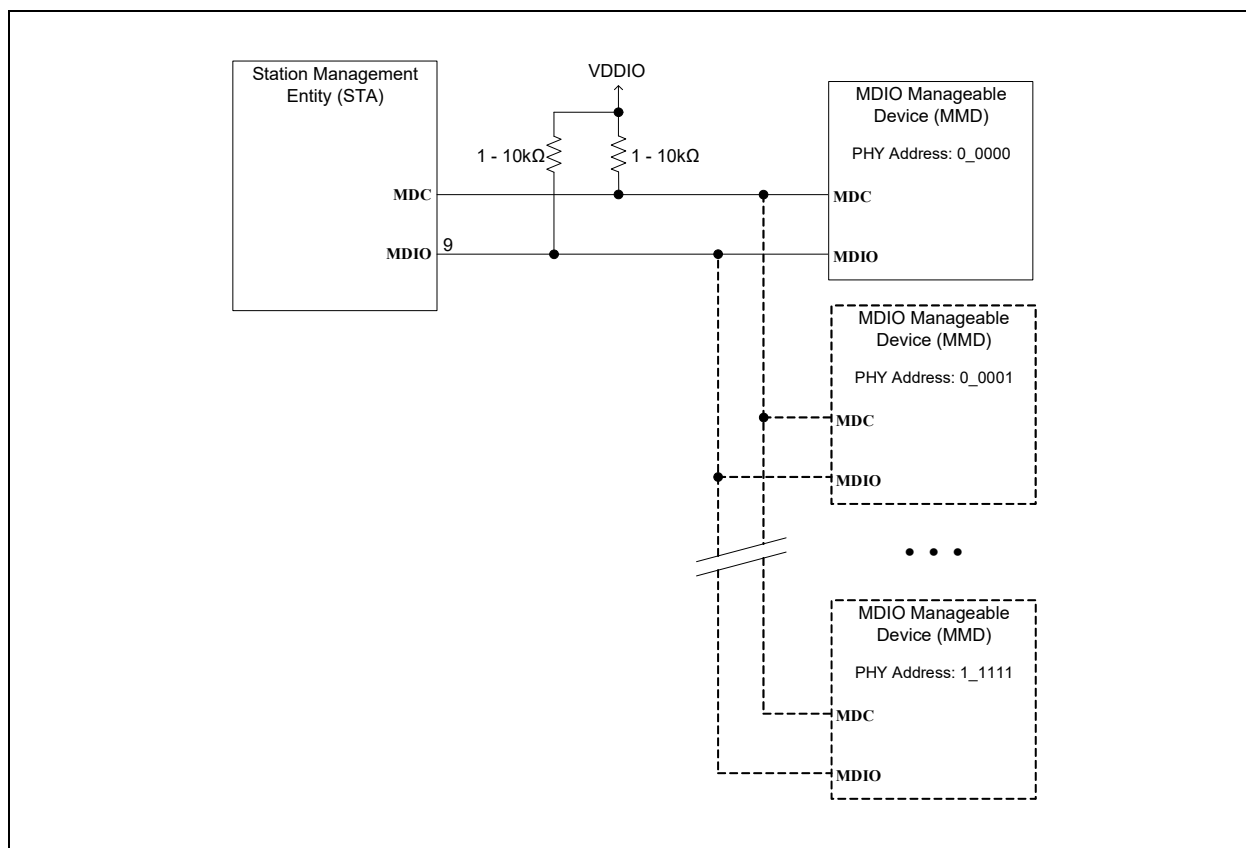 Station Management
Entity (STA)
VDDIO
1 - 10kΩ
1 - 10kΩ
MDC
MDIO
9
MDIO Manageable
Device (MMD)
PHY Address: 0_0000
MDC
MDIO
MDIO Manageable
Device (MMD)
PHY Address: 0_0001
MDC
MDIO
MDIO Manageable
Device (MMD)
PHY Address: 1_1111
MDC
MDIO